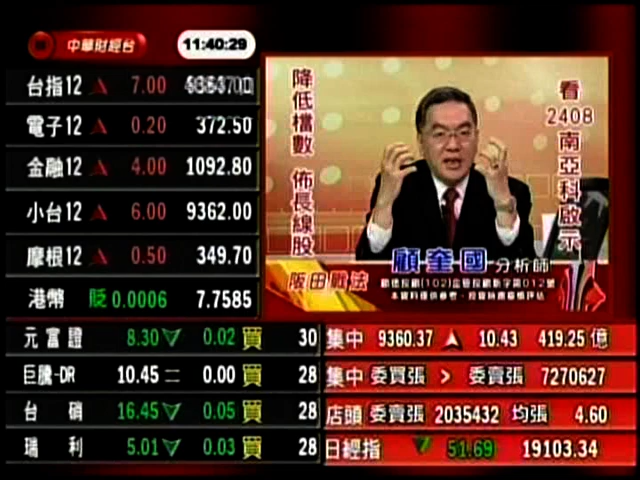 中華財經台
11:40:29
台指12 7.00
電子12 0.20 372.50
金融12 4.00 1092.80
小台12 6.00 9362.00
摩根12 0.50 349.70
港幣 貶 0.0006 7.7585
降低檔數 佈長線股
看2408南亞科啟示
顧奎國 分析師
阪田戰法
元富證 8.30 0.02 買 30
巨騰-DR 10.45 0.00 買 28
台硝 16.45 0.05 買 28
瑞利 5.01 0.03 買 28
集中 9360.37 10.43 419.25 億
集中 委買張 > 委賣張 7270627
店頭 委賣張 2035432 均張 4.60
日經指 51.69 19103.34